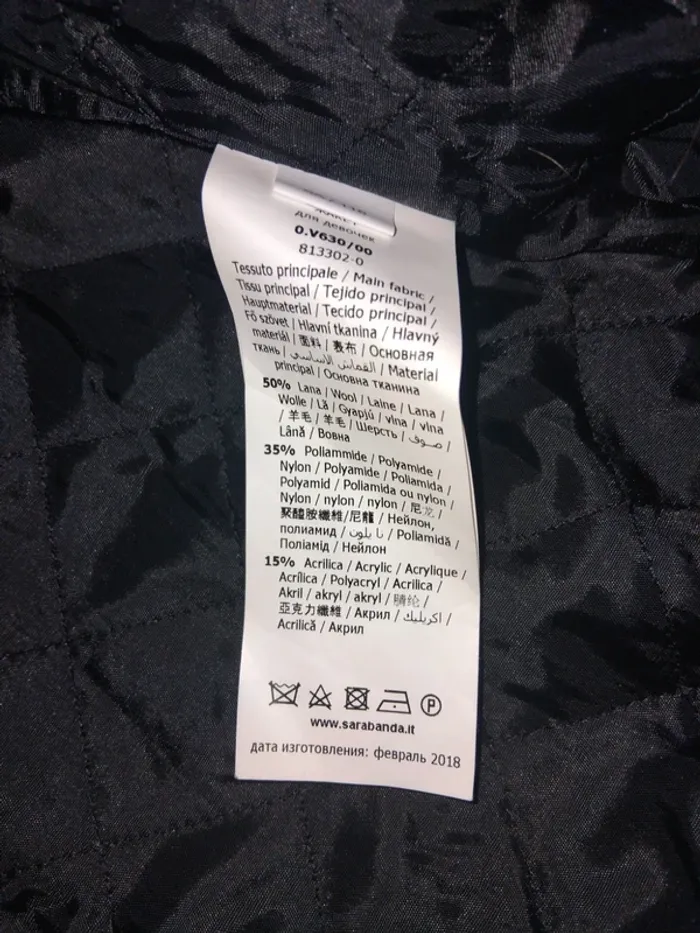 для девочек
0.V630/00
813302-0
Tessuto principale / Main fabric /
Tissu principal / Tejido principal /
Hauptmaterial / Tecido principal /
Fő szövet / Hlavní tkanina / Hlavný
materiál / 面料 / 表布 / Основная
ткань / القماش الأساسي / Material
principal / Основна тканина
50% Lana / Wool / Laine / Lana /
Wolle / Lã / Gyapjú / vlna / vlna
/ 羊毛 / 羊毛 / Шерсть / صوف /
Lână / Вовна
35% Poliammide / Polyamide /
Nylon / Polyamide / Poliamida /
Polyamid / Poliamida ou nylon /
Nylon / nylon / nylon / 尼龙 /
聚醯胺纖維/尼龍 / Нейлон,
полиамид / نايلون / Poliamidă /
Поліамід / Нейлон
15% Acrilica / Acrylic / Acrylique /
Acrílica / Polyacryl / Acrilica /
Akril / akryl / akryl / 腈纶 /
亞克力纖維 / Акрил / اكريليك /
Acrilică / Акрил
P
www.sarabanda.it
дата изготовления: февраль 2018